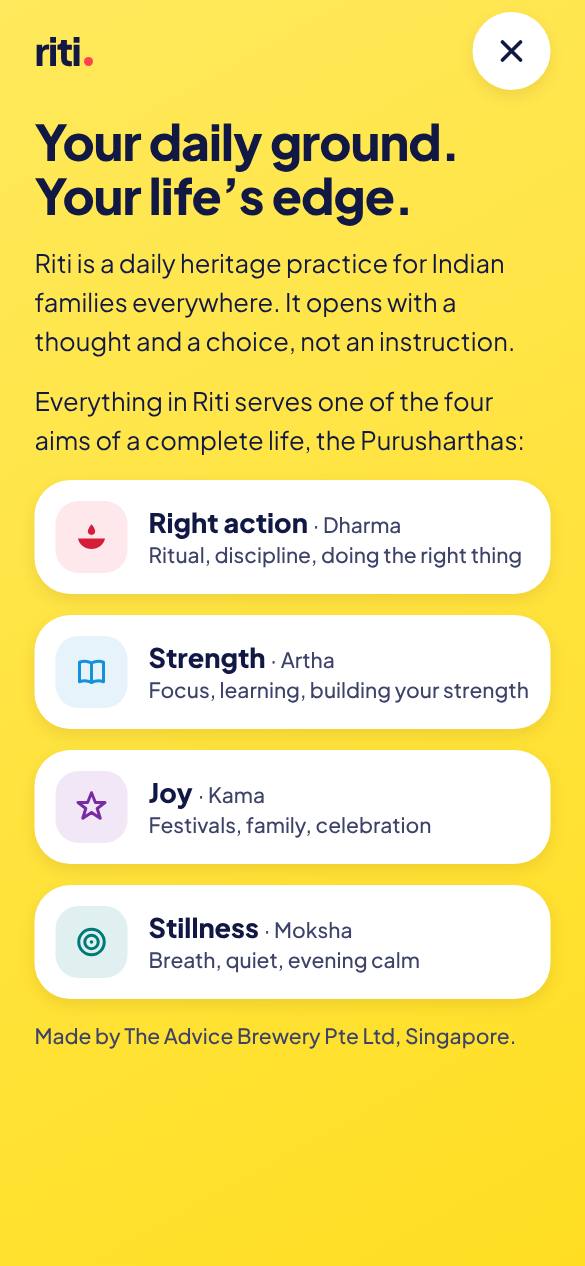 riti.
Your daily ground.
Your life’s edge.
Riti is a daily heritage practice for Indian
families everywhere. It opens with a
thought and a choice, not an instruction.
Everything in Riti serves one of the four
aims of a complete life, the Purusharthas:
Right action · Dharma
Ritual, discipline, doing the right thing
Strength · Artha
Focus, learning, building your strength
Joy · Kama
Festivals, family, celebration
Stillness · Moksha
Breath, quiet, evening calm
Made by The Advice Brewery Pte Ltd, Singapore.